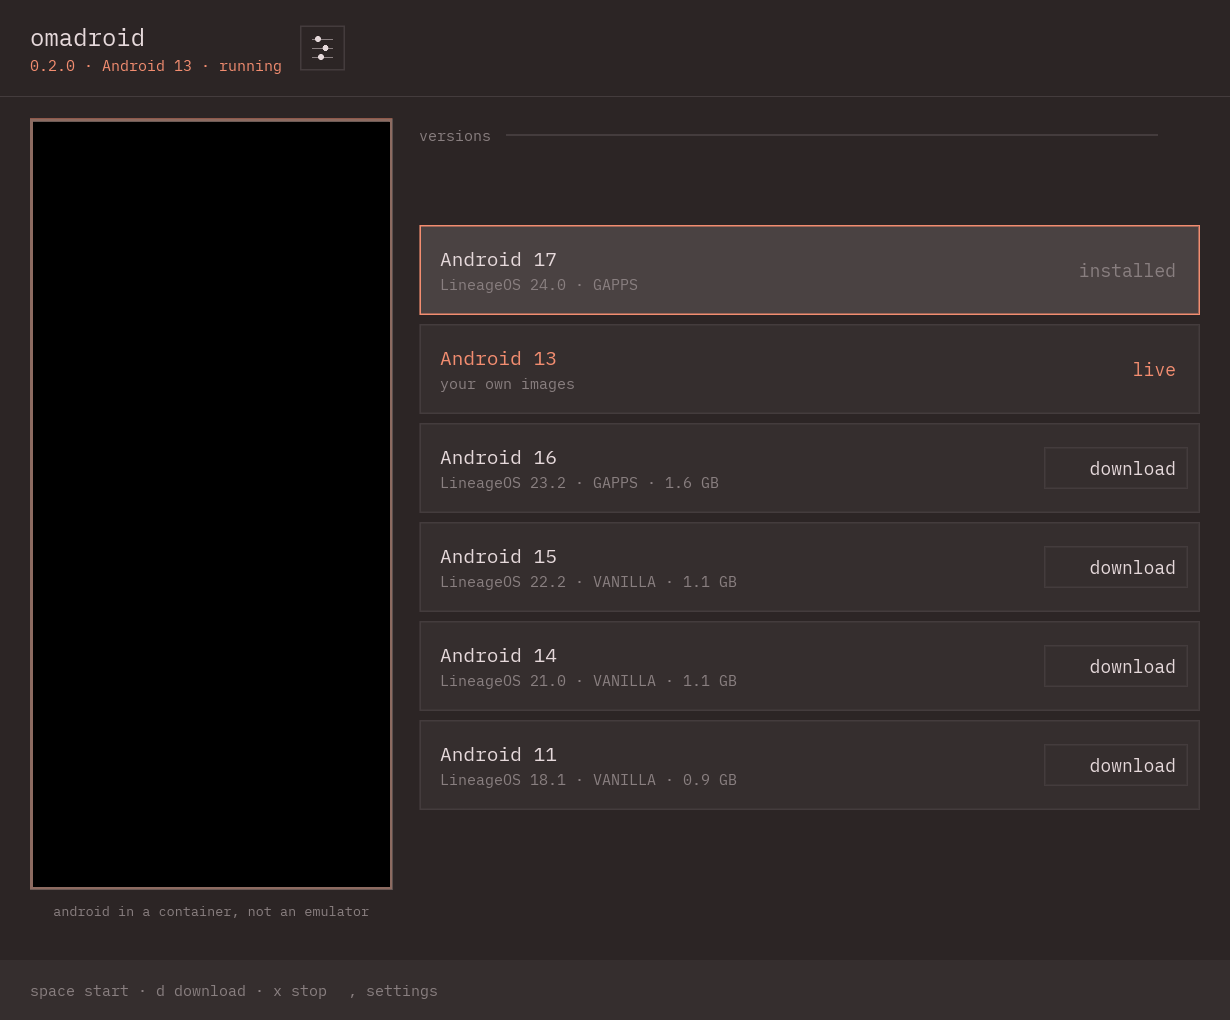 omadroid
0.2.0 · Android 13 · running
versions
Android 17
LineageOS 24.0 · GAPPS
installed
Android 13
your own images
live
Android 16
LineageOS 23.2 · GAPPS · 1.6 GB
download
Android 15
LineageOS 22.2 · VANILLA · 1.1 GB
download
Android 14
LineageOS 21.0 · VANILLA · 1.1 GB
download
Android 11
LineageOS 18.1 · VANILLA · 0.9 GB
download
android in a container, not an emulator
space start · d download · x stop , settings